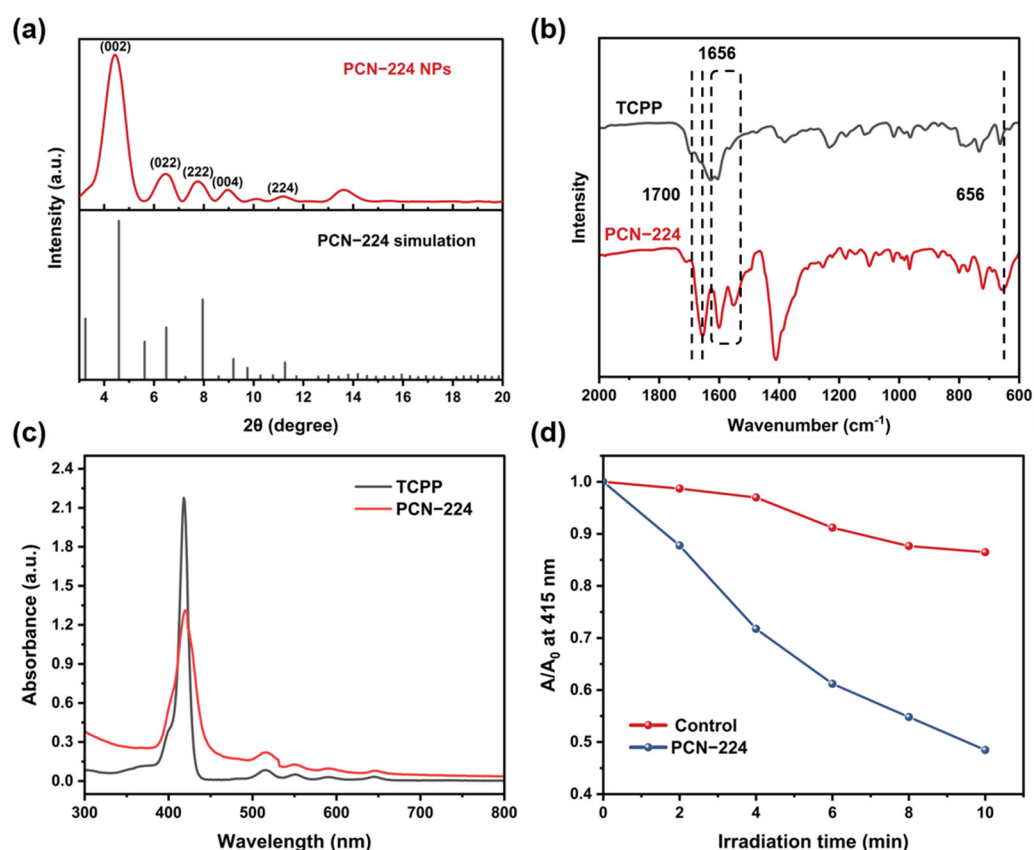 (a)
(002)
PCN−224 NPs
(022)
(222)
(004)
(224)
PCN−224 simulation
Intensity (a.u.)
4 6 8 10 12 14 16 18 20
2θ (degree)
(b)
1656
TCPP
1700
656
PCN−224
Intensity
2000 1800 1600 1400 1200 1000 800 600
Wavenumber (cm⁻¹)
(c)
TCPP
PCN−224
Absorbance (a.u.)
2.4
2.1
1.8
1.5
1.2
0.9
0.6
0.3
0.0
300 400 500 600 700 800
Wavelength (nm)
(d)
A/A₀ at 415 nm
1.0
0.9
0.8
0.7
0.6
0.5
0.4
Control
PCN−224
0 2 4 6 8 10
Irradiation time (min)